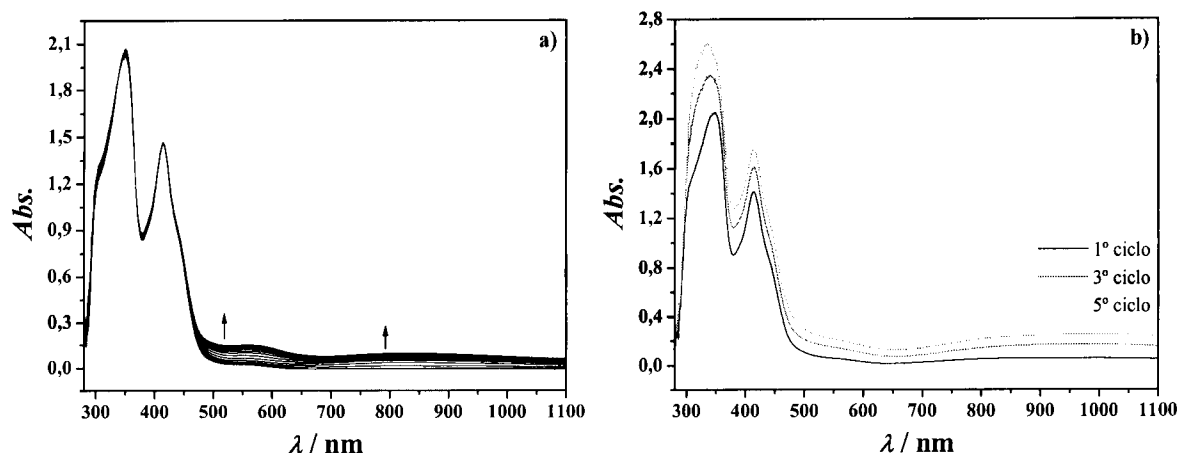 a)
2,1
1,8
1,5
1,2
0,9
0,6
0,3
0,0
Abs.
300 400 500 600 700 800 900 1000 1100
λ / nm
b)
2,8
2,4
2,0
1,6
1,2
0,8
0,4
0,0
Abs.
1º ciclo
3º ciclo
5º ciclo
300 400 500 600 700 800 900 1000 1100
λ / nm